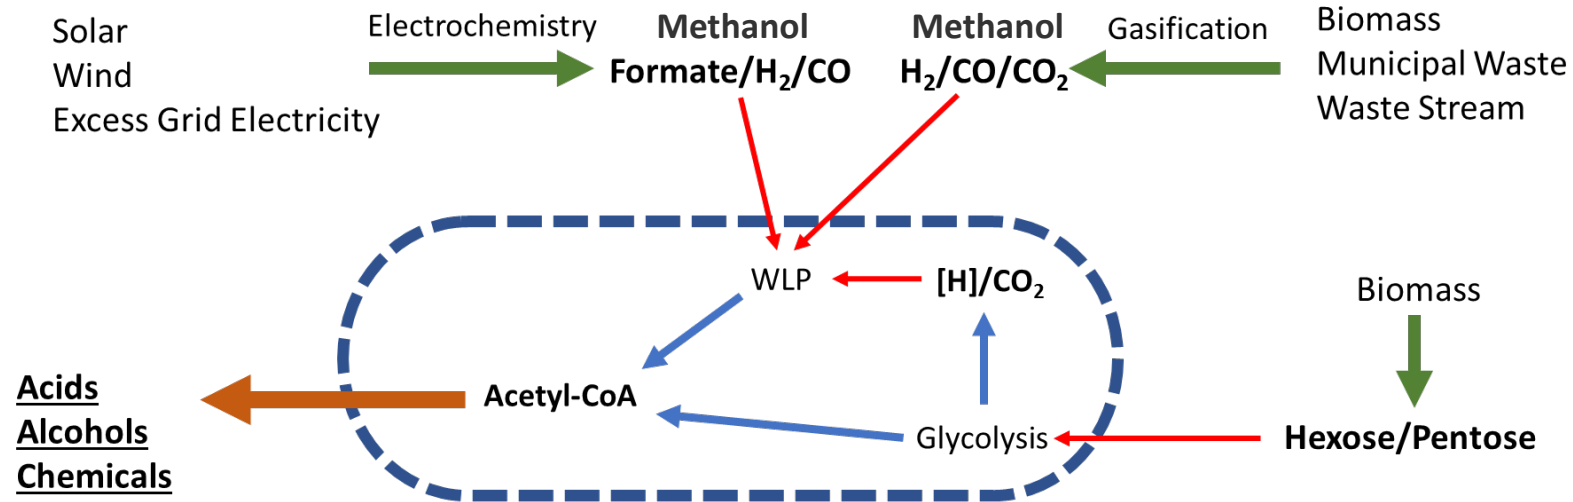 Solar
Wind
Excess Grid Electricity
Electrochemistry
Methanol
Formate/H₂/CO
Methanol
H₂/CO/CO₂
Gasification
Biomass
Municipal Waste
Waste Stream
WLP
[H]/CO₂
Biomass
Acetyl-CoA
Glycolysis
Hexose/Pentose
Acids
Alcohols
Chemicals